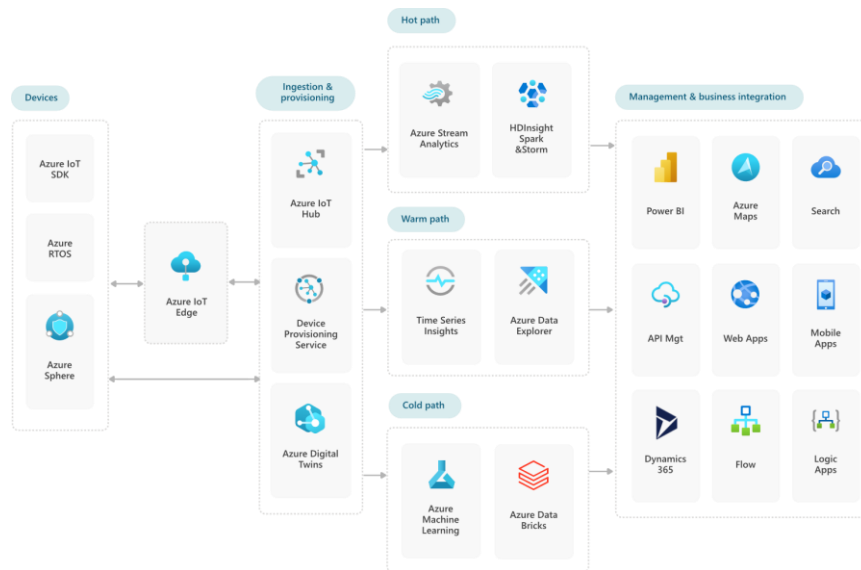 Hot path
Devices
Ingestion &
provisioning
Management & business integration
Azure IoT
SDK
Azure
RTOS
Azure
Sphere
Azure IoT
Edge
Azure IoT
Hub
Device
Provisioning
Service
Azure Digital
Twins
Azure Stream
Analytics
HDInsight
Spark
&Storm
Warm path
Time Series
Insights
Azure Data
Explorer
Cold path
Azure
Machine
Learning
Azure Data
Bricks
Power BI
Azure
Maps
Search
API Mgt
Web Apps
Mobile
Apps
Dynamics
365
Flow
Logic
Apps